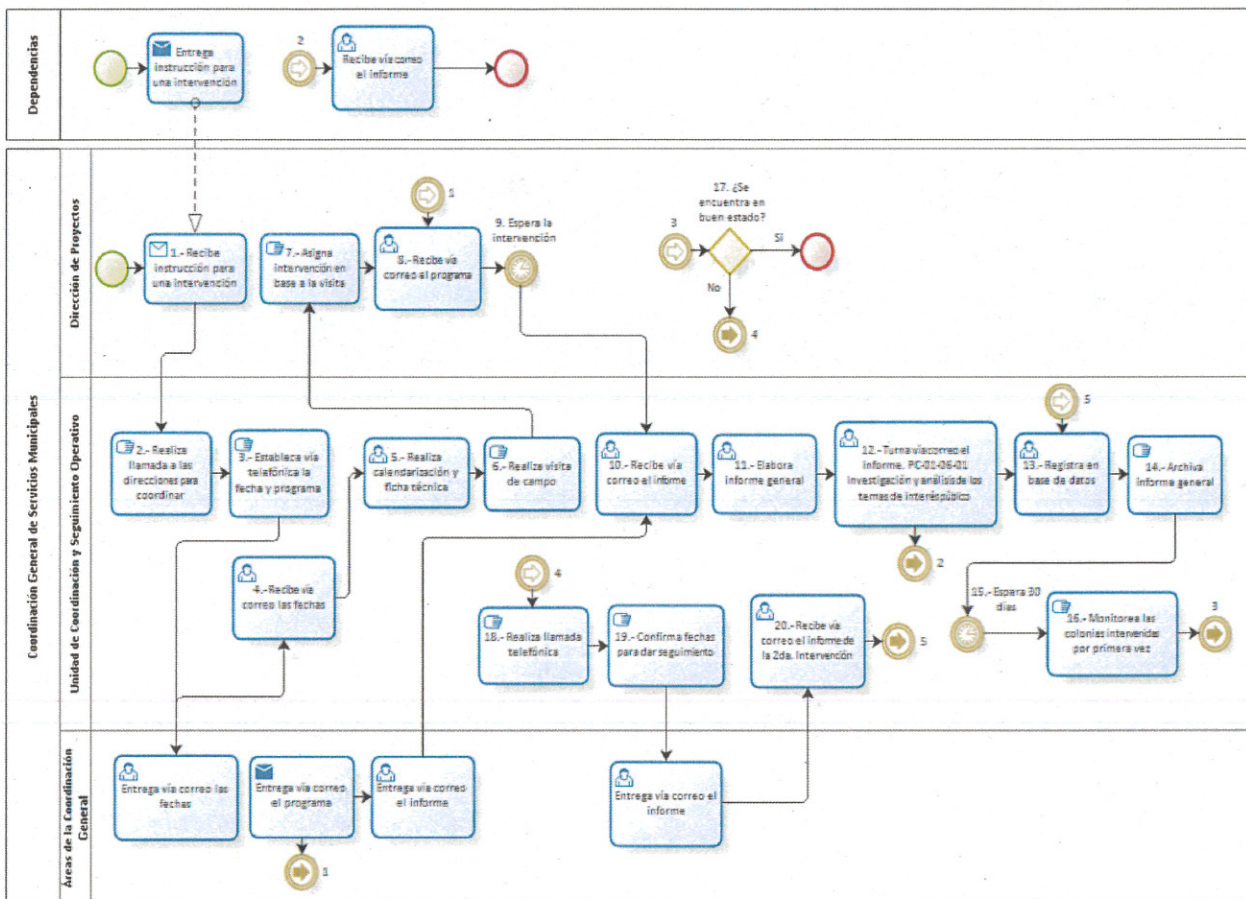 Dependencias
Entrega
instrucción para
una intervención
2
Recibe vía correo
el informe
Coordinación General de Servicios Municipales
Dirección de Proyectos
1.- Recibe
instrucción para
una intervención
7.- Asigna
intervención en
base a la visita
1
8.- Recibe vía
correo el programa
9. Espera la
intervención
3
17. ¿Se
encuentra en
buen estado?
Sí
No
4
Unidad de Coordinación y Seguimiento Operativo
2.- Realiza
llamada a las
direcciones para
coordinar
3.- Establece vía
telefónica la
fecha y programa
4.- Recibe vía
correo las fechas
5.- Realiza
calendarización y
ficha técnica
6.- Realiza visita
de campo
10.- Recibe vía
correo el informe
11.- Elabora
informe general
12.- Turna vía correo el
informe. PC-01-06-01
Investigación y análisis de los
temas de interés público
2
5
13.- Registra en
base de datos
14.- Archiva
informe general
15.- Espera 30
días
16.- Monitorea las
colonias intervenidas
por primera vez
3
4
18.- Realiza llamada
telefónica
19.- Confirma fechas
para dar seguimiento
20.- Recibe vía
correo el informe de
la 2da. Intervención
5
Áreas de la Coordinación
General
Entrega vía correo las
fechas
Entrega vía correo
el programa
1
Entrega vía correo
el informe
Entrega vía correo el
informe